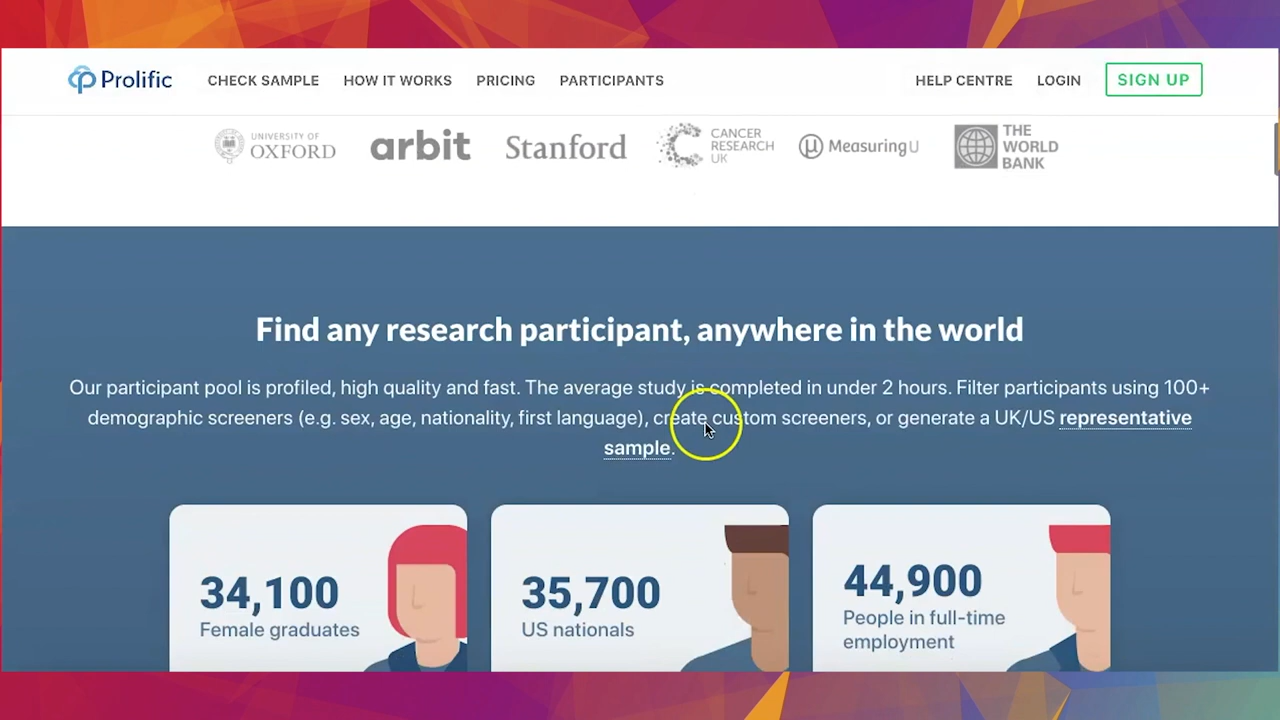 Prolific CHECK SAMPLE HOW IT WORKS PRICING PARTICIPANTS HELP CENTRE LOGIN SIGN UP
UNIVERSITY OF
OXFORD
arbit
Stanford
CANCER
RESEARCH
UK
MeasuringU
THE
WORLD
BANK
Find any research participant, anywhere in the world
Our participant pool is profiled, high quality and fast. The average study is completed in under 2 hours. Filter participants using 100+
demographic screeners (e.g. sex, age, nationality, first language), create custom screeners, or generate a UK/US representative
sample.
34,100
Female graduates
35,700
US nationals
44,900
People in full-time
employment